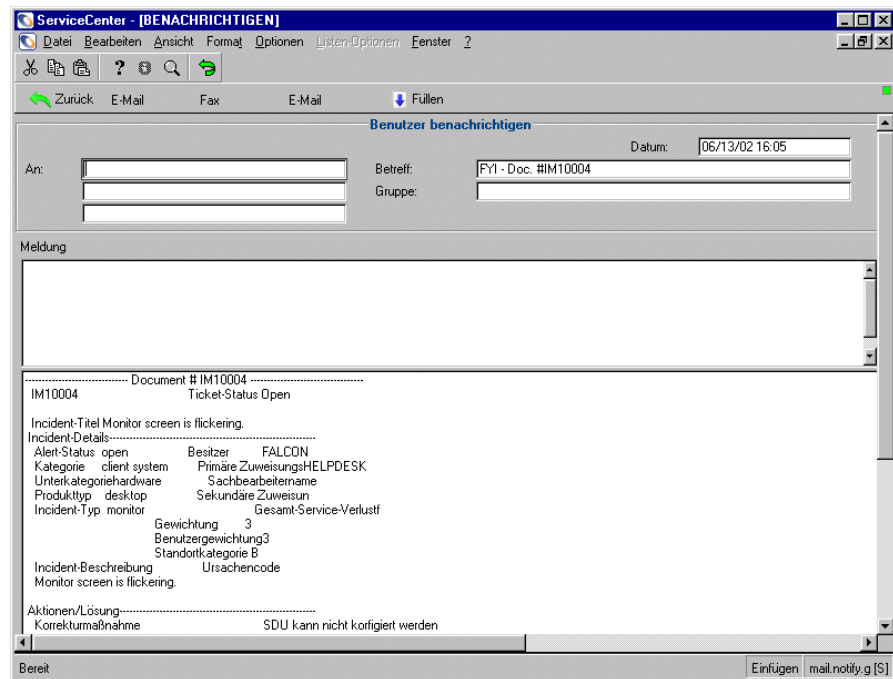 ServiceCenter - [BENACHRICHTIGEN]
Datei Bearbeiten Ansicht Format Optionen Listen-Optionen Fenster ?
Zurück E-Mail Fax E-Mail Füllen
Benutzer benachrichtigen
Datum: 06/13/02 16:05
An: Betreff: FYI - Doc. #IM10004
Gruppe:
Meldung
------------------------------- Document # IM10004 ----------------------------------
IM10004 Ticket-Status Open
Incident-Titel Monitor screen is flickering.
Incident-Details--------------------------------------------------------------
Alert-Status open Besitzer FALCON
Kategorie client system Primäre ZuweisungsHELPDESK
Unterkategoriehardware Sachbearbeitername
Produkttyp desktop Sekundäre Zuweisun
Incident-Typ monitor Gesamt-Service-Verlustf
Gewichtung 3
Benutzergewichtung3
Standortkategorie B
Incident-Beschreibung Ursachencode
Monitor screen is flickering.
Aktionen/Lösung-----------------------------------------------------------
Korrekturmaßnahme SDU kann nicht korfigiert werden
Bereit Einfügen mail.notify.g [S]